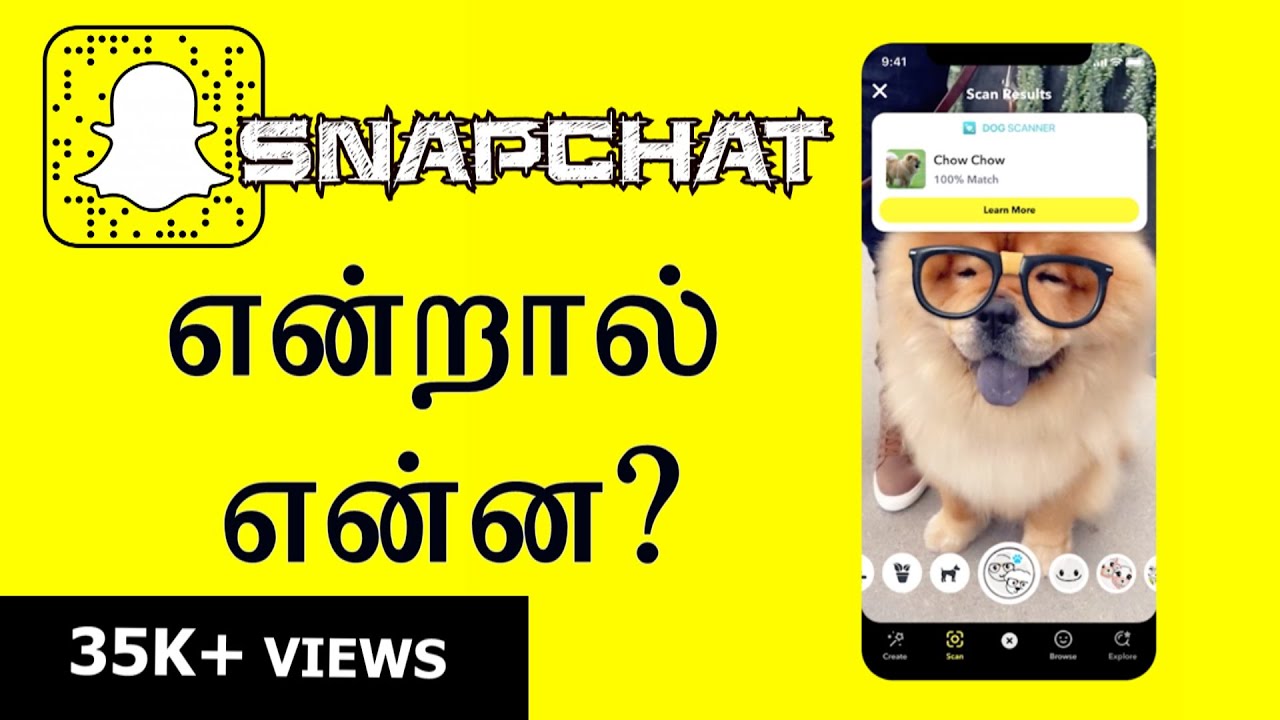 SNAPCHAT
என்றால்
என்ன?
35K+ VIEWS
9:41
Scan Results
DOG SCANNER
Chow Chow
100% Match
Learn More
Create Scan Browse Explore